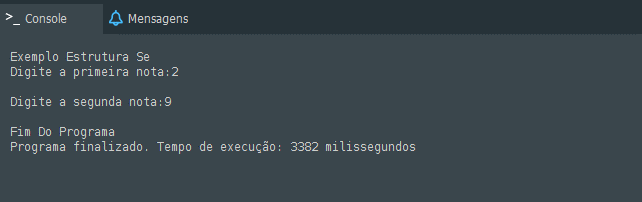 >_ Console Mensagens
Exemplo Estrutura Se
Digite a primeira nota:2
Digite a segunda nota:9
Fim Do Programa
Programa finalizado. Tempo de execução: 3382 milissegundos